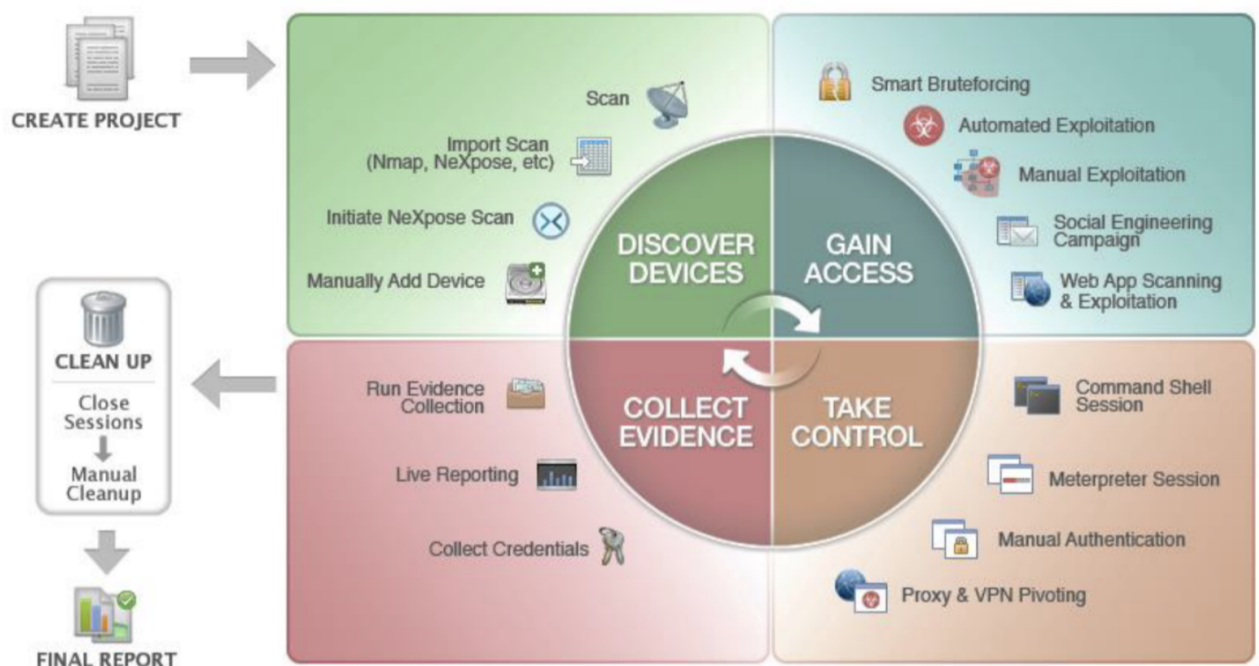 CREATE PROJECT
Scan
Import Scan
(Nmap, NeXpose, etc)
Initiate NeXpose Scan
Manually Add Device
DISCOVER
DEVICES
GAIN
ACCESS
Smart Bruteforcing
Automated Exploitation
Manual Exploitation
Social Engineering
Campaign
Web App Scanning
& Exploitation
CLEAN UP
Close
Sessions
Manual
Cleanup
FINAL REPORT
Run Evidence
Collection
Live Reporting
Collect Credentials
COLLECT
EVIDENCE
TAKE
CONTROL
Command Shell
Session
Meterpreter Session
Manual Authentication
Proxy & VPN Pivoting